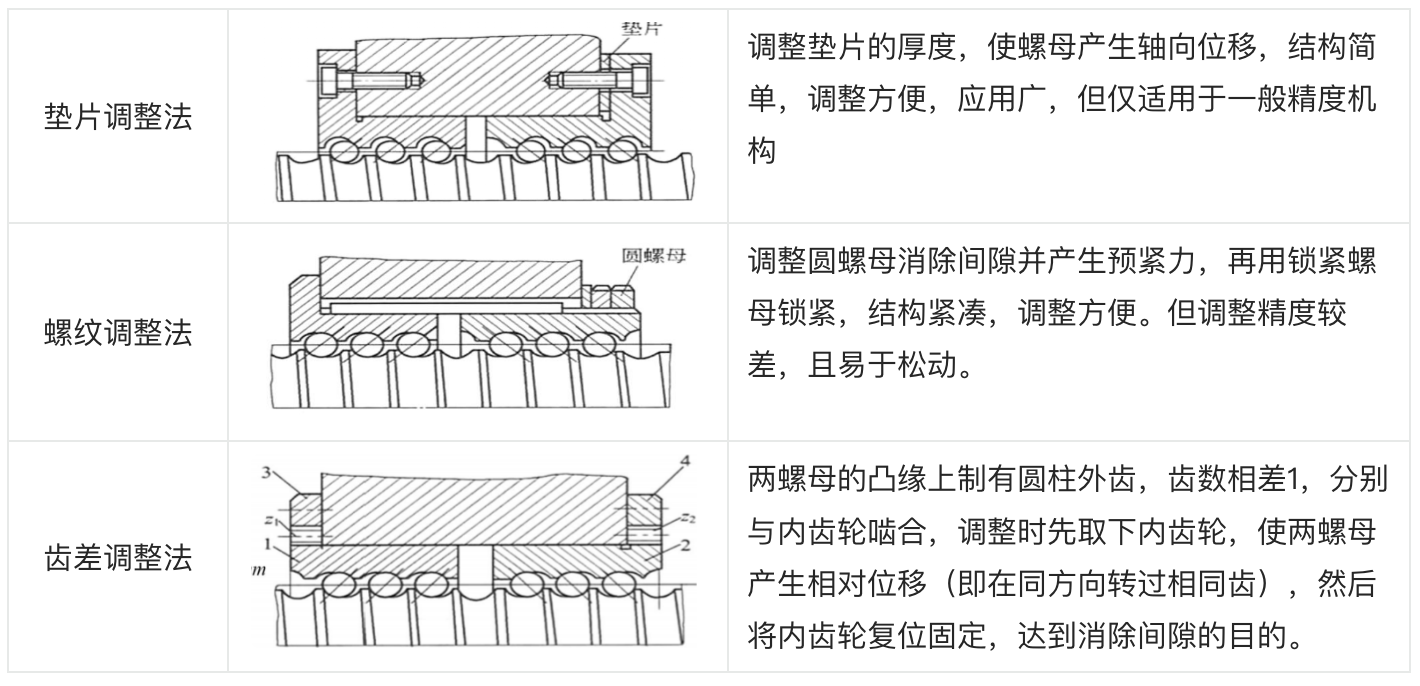 垫片调整法
垫片
调整垫片的厚度，使螺母产生轴向位移，结构简
单，调整方便，应用广，但仅适用于一般精度机
构
螺纹调整法
圆螺母
调整圆螺母消除间隙并产生预紧力，再用锁紧螺
母锁紧，结构紧凑，调整方便。但调整精度较
差，且易于松动。
齿差调整法
3
4
z₁
z₂
1
2
m
两螺母的凸缘上制有圆柱外齿，齿数相差1，分别
与内齿轮啮合，调整时先取下内齿轮，使两螺母
产生相对位移（即在同方向转过相同齿），然后
将内齿轮复位固定，达到消除间隙的目的。